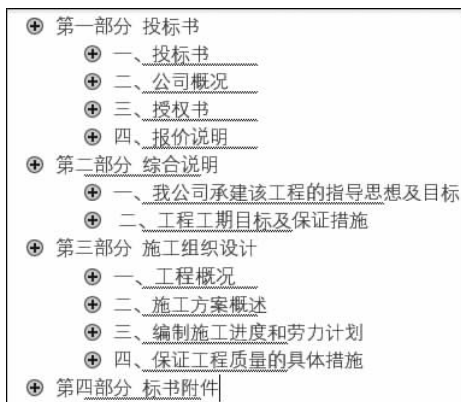 第一部分 投标书
一、投标书
二、公司概况
三、授权书
四、报价说明
第二部分 综合说明
一、我公司承建该工程的指导思想及目标
二、工程工期目标及保证措施
第三部分 施工组织设计
一、工程概况
二、施工方案概述
三、编制施工进度和劳力计划
四、保证工程质量的具体措施
第四部分 标书附件